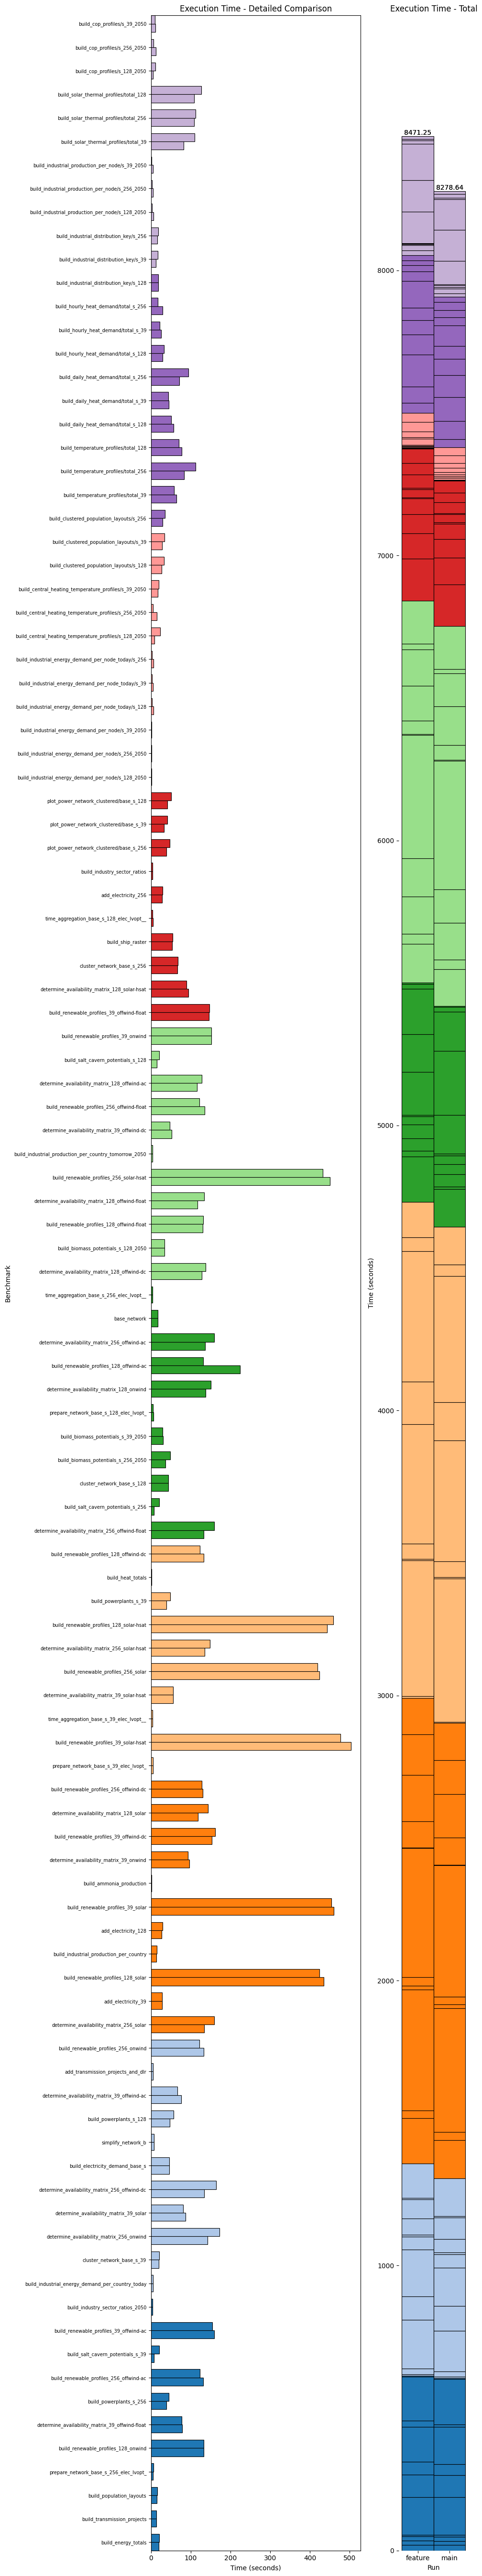 Execution Time - Detailed Comparison
Execution Time - Total
build_cop_profiles/s_39_2050
build_cop_profiles/s_256_2050
build_cop_profiles/s_128_2050
build_solar_thermal_profiles/total_128
build_solar_thermal_profiles/total_256
build_solar_thermal_profiles/total_39
build_industrial_production_per_node/s_39_2050
build_industrial_production_per_node/s_256_2050
build_industrial_production_per_node/s_128_2050
build_industrial_distribution_key/s_256
build_industrial_distribution_key/s_39
build_industrial_distribution_key/s_128
build_hourly_heat_demand/total_s_256
build_hourly_heat_demand/total_s_39
build_hourly_heat_demand/total_s_128
build_daily_heat_demand/total_s_256
build_daily_heat_demand/total_s_39
build_daily_heat_demand/total_s_128
build_temperature_profiles/total_128
build_temperature_profiles/total_256
build_temperature_profiles/total_39
build_clustered_population_layouts/s_256
build_clustered_population_layouts/s_39
build_clustered_population_layouts/s_128
build_central_heating_temperature_profiles/s_39_2050
build_central_heating_temperature_profiles/s_256_2050
build_central_heating_temperature_profiles/s_128_2050
build_industrial_energy_demand_per_node_today/s_256
build_industrial_energy_demand_per_node_today/s_39
build_industrial_energy_demand_per_node_today/s_128
build_industrial_energy_demand_per_node/s_39_2050
build_industrial_energy_demand_per_node/s_256_2050
build_industrial_energy_demand_per_node/s_128_2050
plot_power_network_clustered/base_s_128
plot_power_network_clustered/base_s_39
plot_power_network_clustered/base_s_256
build_industry_sector_ratios
add_electricity_256
time_aggregation_base_s_128_elec_lvopt__
build_ship_raster
cluster_network_base_s_256
determine_availability_matrix_128_solar-hsat
build_renewable_profiles_39_offwind-float
build_renewable_profiles_39_onwind
build_salt_cavern_potentials_s_128
determine_availability_matrix_128_offwind-ac
build_renewable_profiles_256_offwind-float
determine_availability_matrix_39_offwind-dc
build_industrial_production_per_country_tomorrow_2050
build_renewable_profiles_256_solar-hsat
determine_availability_matrix_128_offwind-float
build_renewable_profiles_128_offwind-float
build_biomass_potentials_s_128_2050
determine_availability_matrix_128_offwind-dc
time_aggregation_base_s_256_elec_lvopt__
base_network
determine_availability_matrix_256_offwind-ac
build_renewable_profiles_128_offwind-ac
determine_availability_matrix_128_onwind
prepare_network_base_s_128_elec_lvopt_
build_biomass_potentials_s_39_2050
build_biomass_potentials_s_256_2050
cluster_network_base_s_128
build_salt_cavern_potentials_s_256
determine_availability_matrix_256_offwind-float
build_renewable_profiles_128_offwind-dc
build_heat_totals
build_powerplants_s_39
build_renewable_profiles_128_solar-hsat
determine_availability_matrix_256_solar-hsat
build_renewable_profiles_256_solar
determine_availability_matrix_39_solar-hsat
time_aggregation_base_s_39_elec_lvopt__
build_renewable_profiles_39_solar-hsat
prepare_network_base_s_39_elec_lvopt_
build_renewable_profiles_256_offwind-dc
determine_availability_matrix_128_solar
build_renewable_profiles_39_offwind-dc
determine_availability_matrix_39_onwind
build_ammonia_production
build_renewable_profiles_39_solar
add_electricity_128
build_industrial_production_per_country
build_renewable_profiles_128_solar
add_electricity_39
determine_availability_matrix_256_solar
build_renewable_profiles_256_onwind
add_transmission_projects_and_dlr
determine_availability_matrix_39_offwind-ac
build_powerplants_s_128
simplify_network_b
build_electricity_demand_base_s
determine_availability_matrix_256_offwind-dc
determine_availability_matrix_39_solar
determine_availability_matrix_256_onwind
cluster_network_base_s_39
build_industrial_energy_demand_per_country_today
build_industry_sector_ratios_2050
build_renewable_profiles_39_offwind-ac
build_salt_cavern_potentials_s_39
build_renewable_profiles_256_offwind-ac
build_powerplants_s_256
determine_availability_matrix_39_offwind-float
build_renewable_profiles_128_onwind
prepare_network_base_s_256_elec_lvopt_
build_population_layouts
build_transmission_projects
build_energy_totals
Benchmark
0 100 200 300 400 500
Time (seconds)
8471.25
8278.64
8000
7000
6000
5000
4000
3000
2000
1000
0
Time (seconds)
feature main
Run